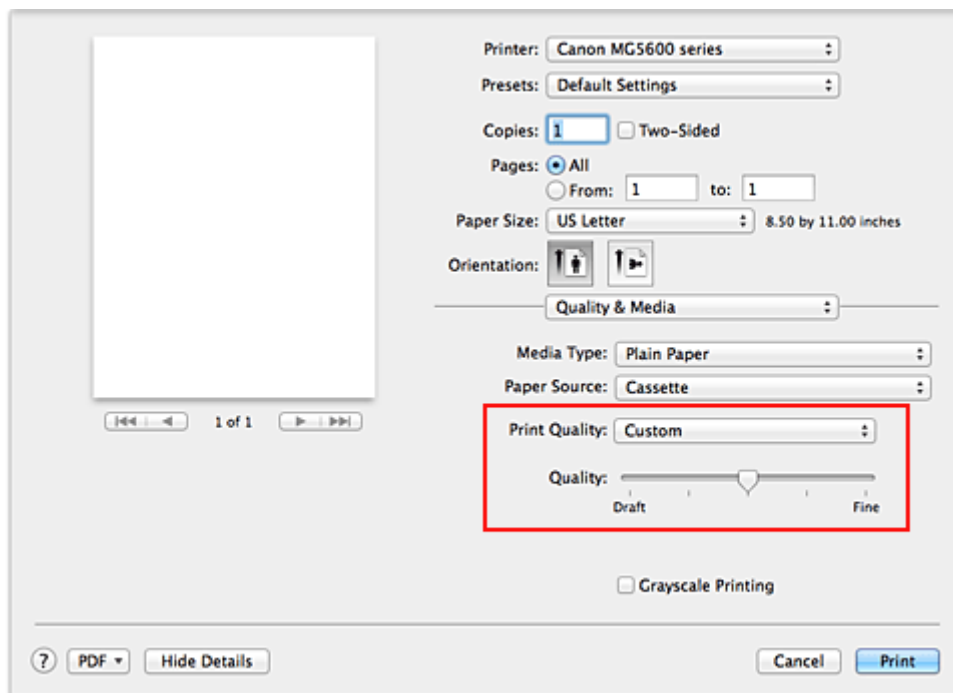 Printer: Canon MG5600 series
Presets: Default Settings
Copies: 1 Two-Sided
Pages: All
From: 1 to: 1
Paper Size: US Letter 8.50 by 11.00 inches
Orientation:
Quality & Media
Media Type: Plain Paper
Paper Source: Cassette
1 of 1
Print Quality: Custom
Quality:
Draft Fine
Grayscale Printing
? PDF Hide Details Cancel Print